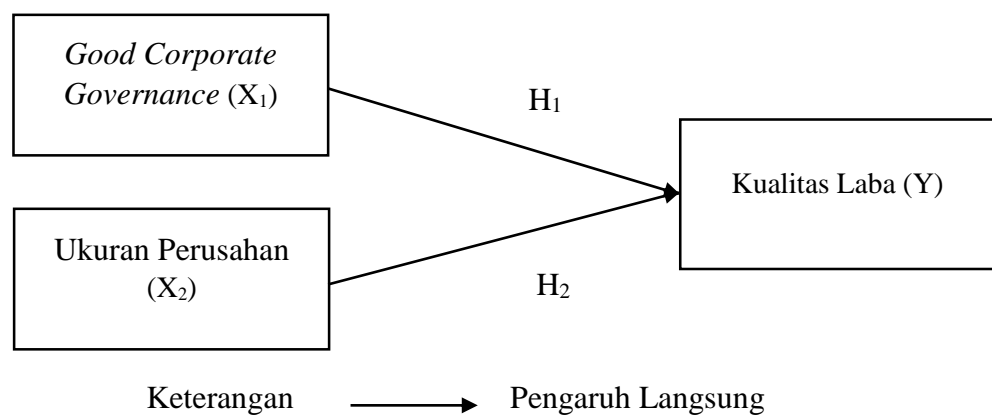 Good Corporate
Governance (X₁)
H₁
Kualitas Laba (Y)
Ukuran Perusahan
(X₂)
H₂
Keterangan
Pengaruh Langsung